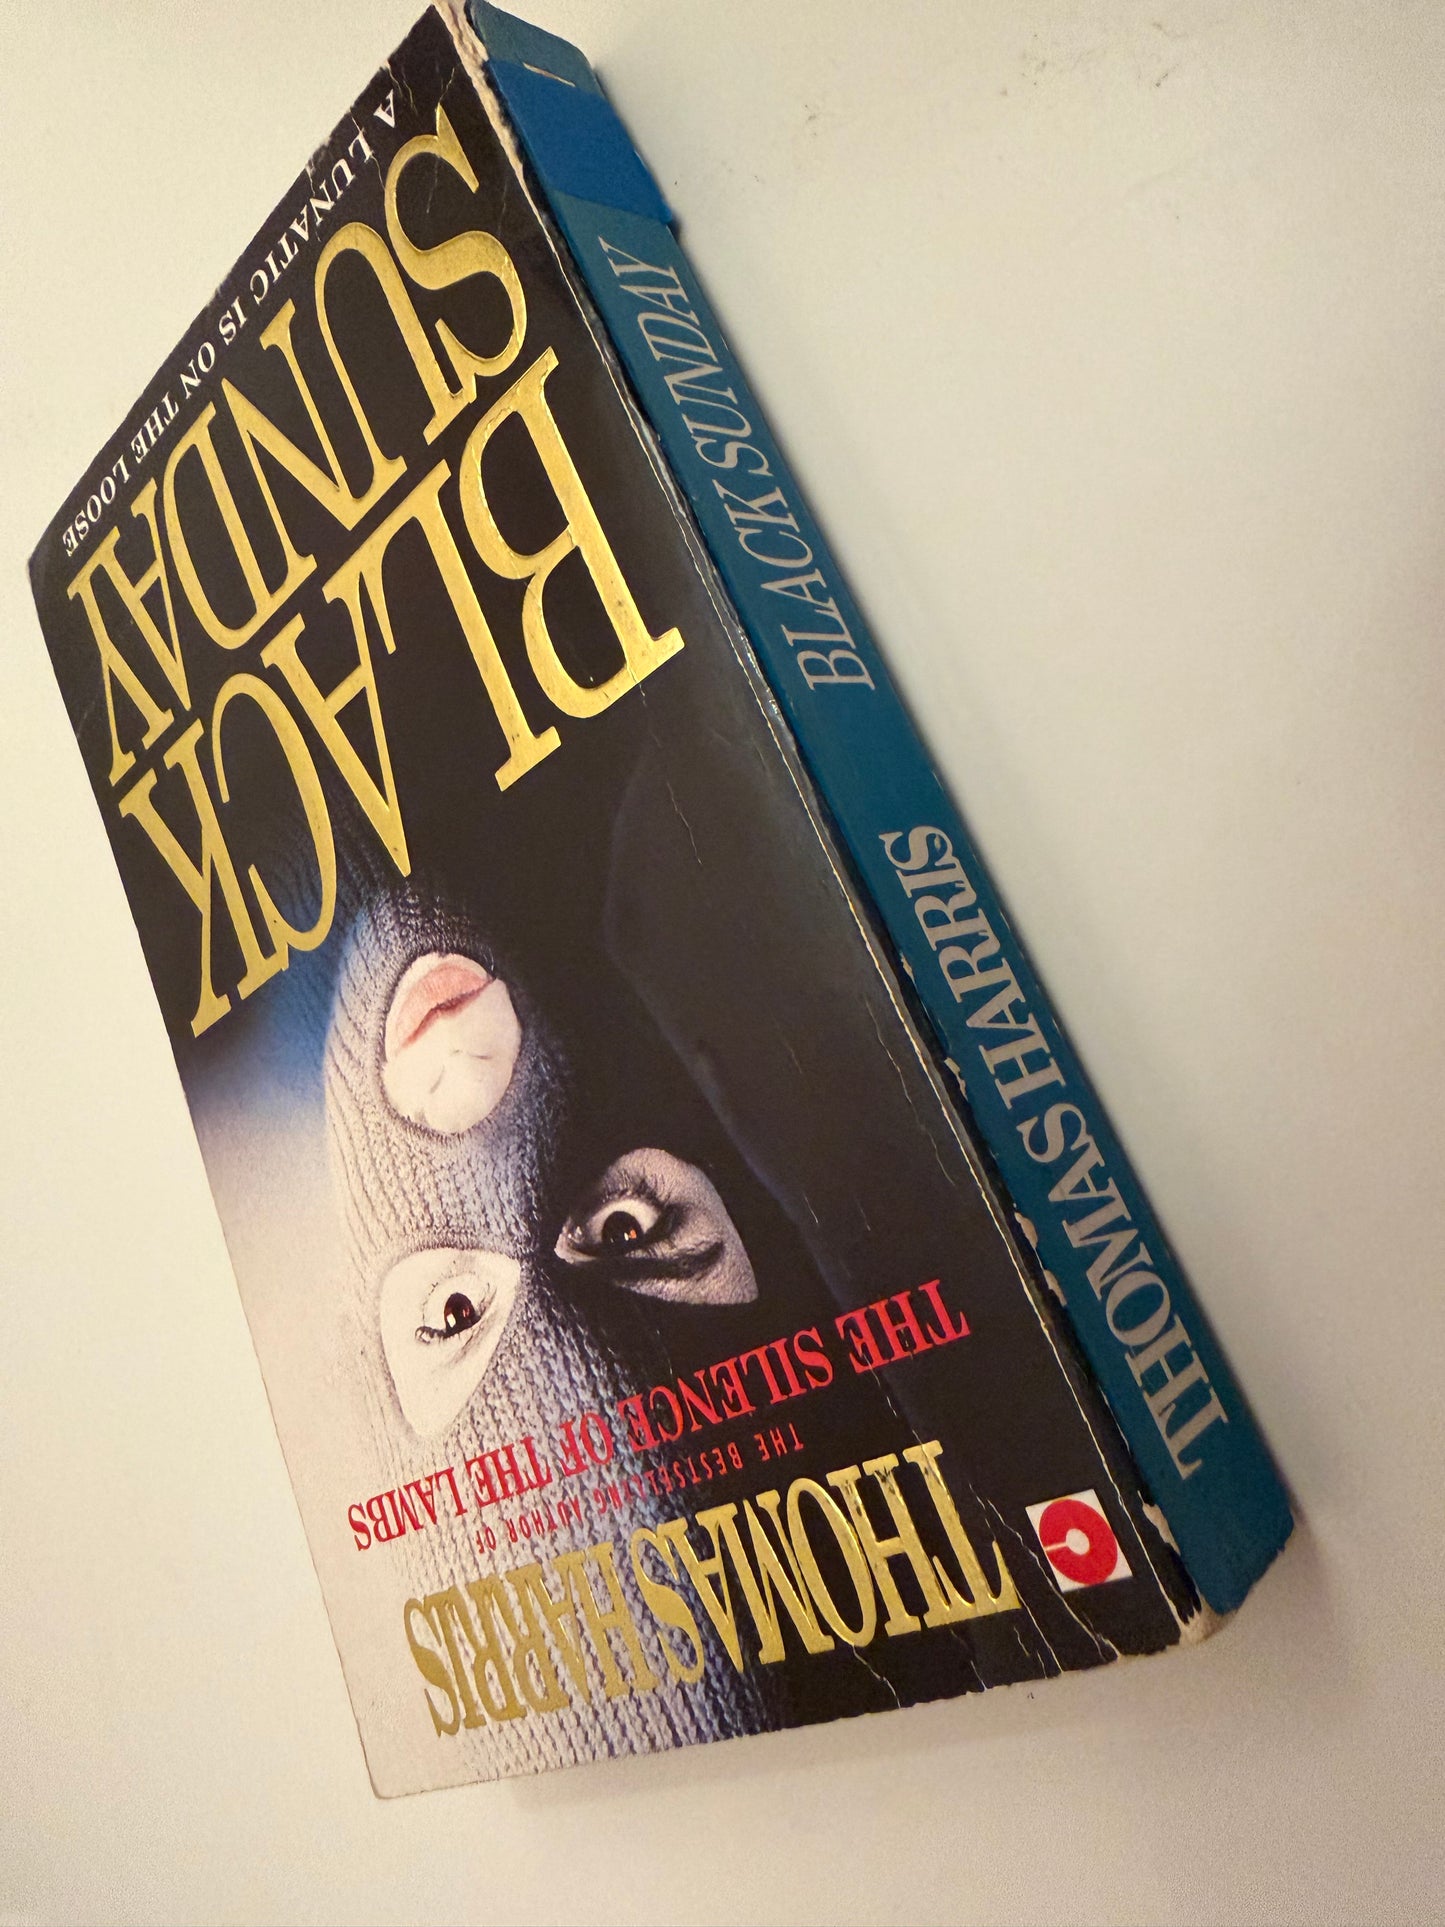 THOMAS HARRIS
THE BESTSELLING AUTHOR OF
THE SILENCE OF THE LAMBS
BLACK
SUNDAY
A LUNATIC IS ON THE LOOSE
THOMAS HARRIS BLACK SUNDAY